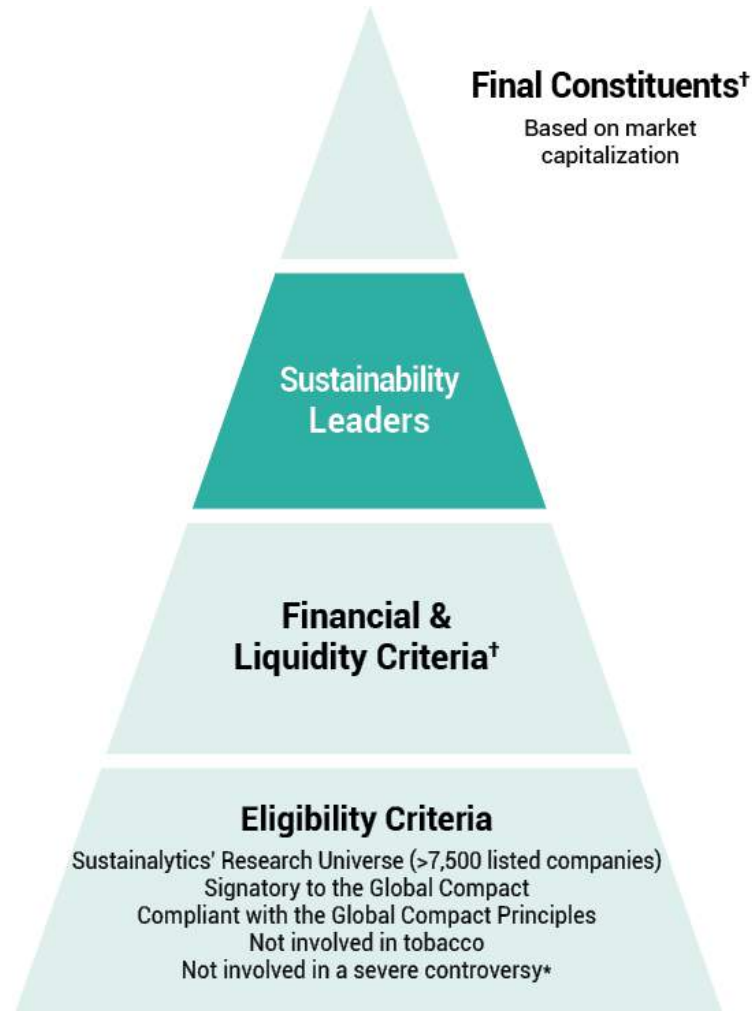 Final Constituents†
Based on market
capitalization
Sustainability
Leaders
Financial &
Liquidity Criteria†
Eligibility Criteria
Sustainalytics' Research Universe (>7,500 listed companies)
Signatory to the Global Compact
Compliant with the Global Compact Principles
Not involved in tobacco
Not involved in a severe controversy*